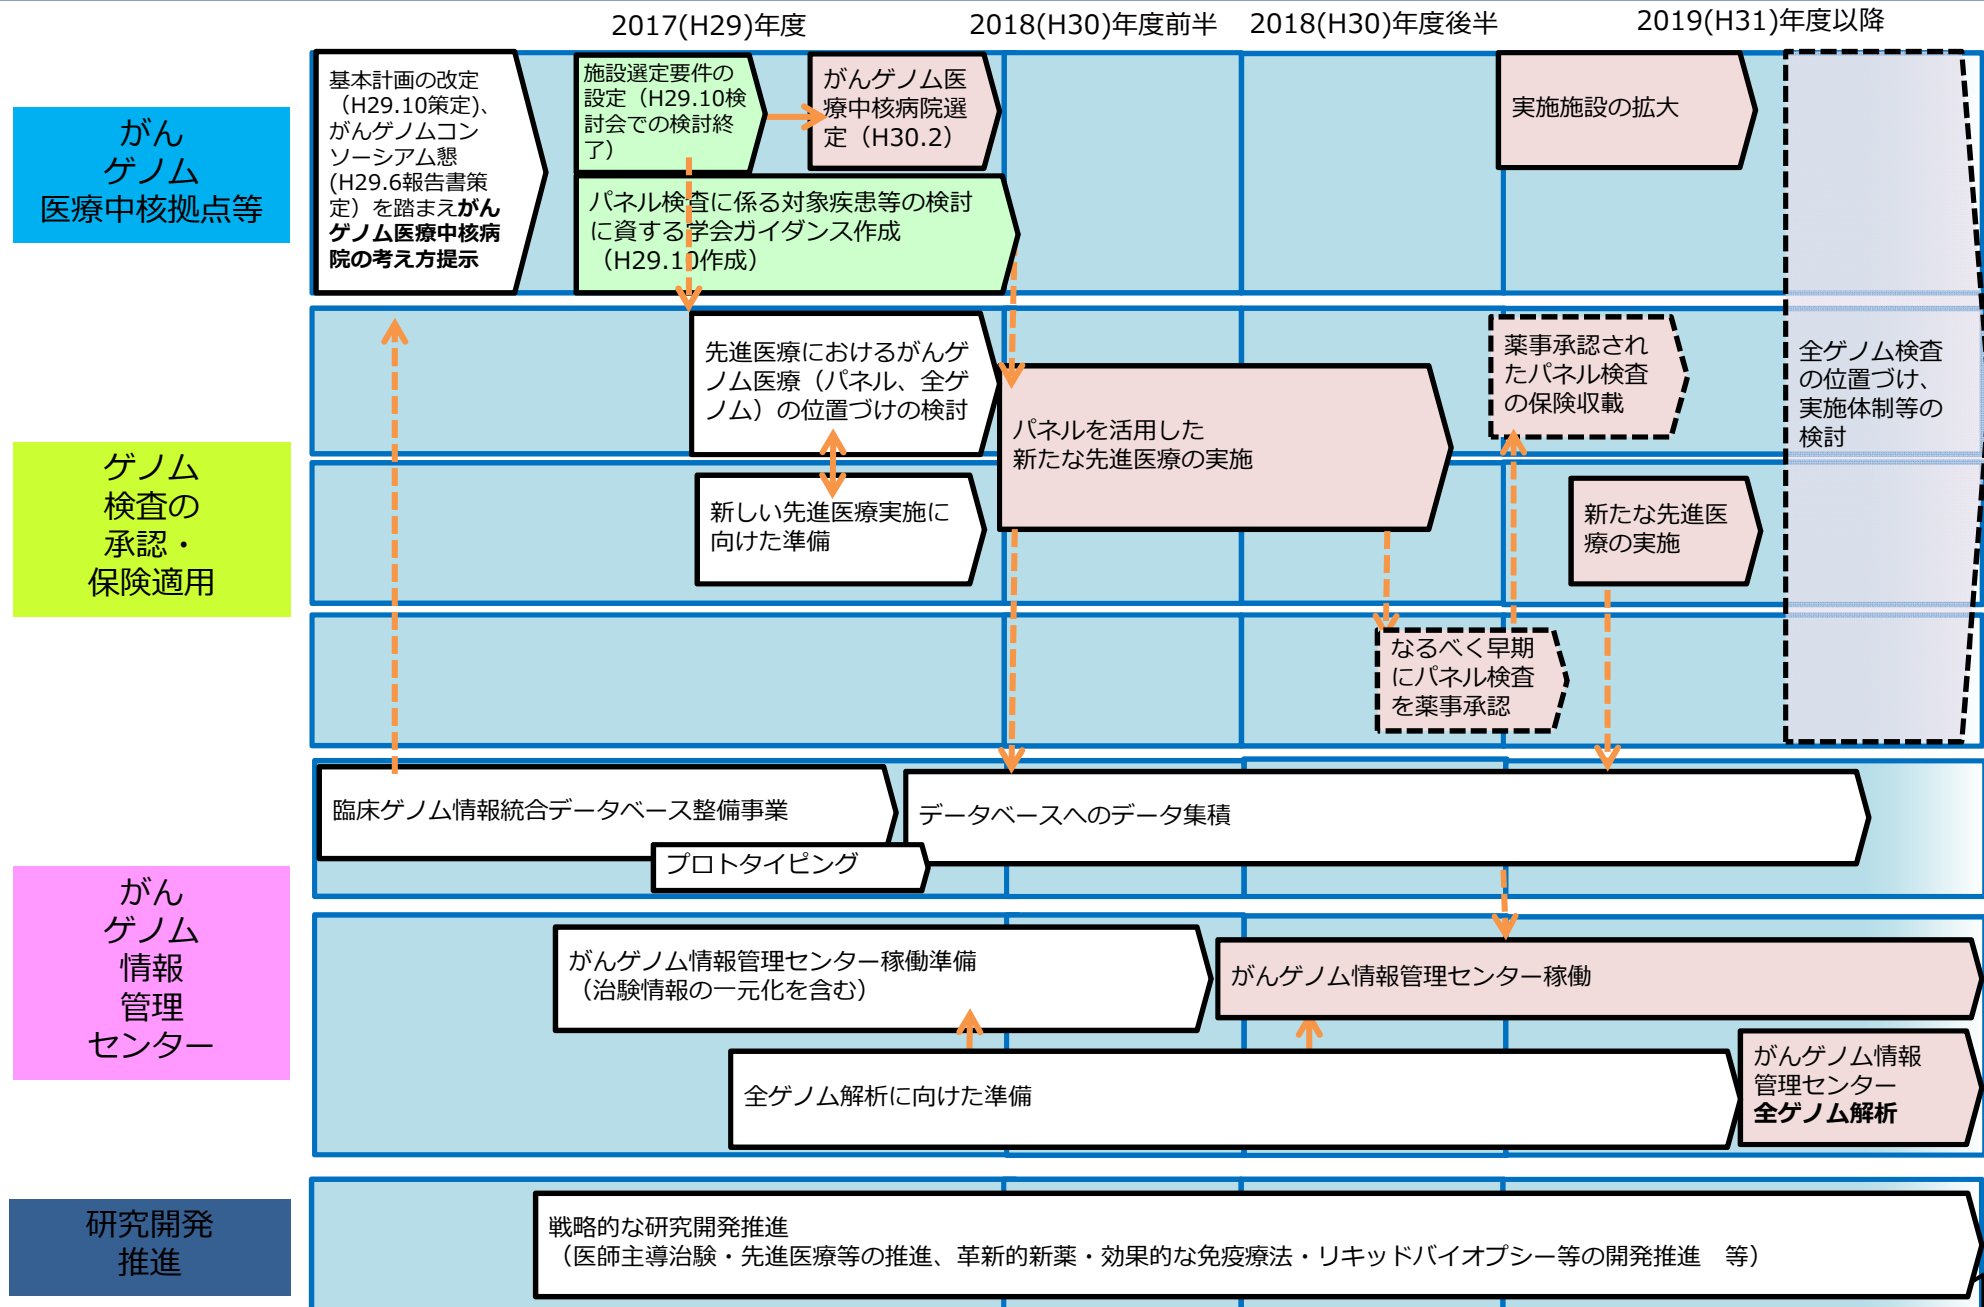 2017(H29)年度
2018(H30)年度前半
2018(H30)年度後半
2019(H31)年度以降
がん
ゲノム
医療中核拠点等
基本計画の改定
（H29.10策定)、
がんゲノムコン
ソーシアム懇
(H29.6報告書策
定）を踏まえがん
ゲノム医療中核病
院の考え方提示
施設選定要件の
設定（H29.10検
討会での検討終
了）
がんゲノム医
療中核病院選
定（H30.2）
実施施設の拡大
パネル検査に係る対象疾患等の検討
に資する学会ガイダンス作成
（H29.10作成）
ゲノム
検査の
承認・
保険適用
先進医療におけるがんゲ
ノム医療（パネル、全ゲ
ノム）の位置づけの検討
新しい先進医療実施に
向けた準備
パネルを活用した
新たな先進医療の実施
薬事承認され
たパネル検査
の保険収載
新たな先進医
療の実施
なるべく早期
にパネル検査
を薬事承認
全ゲノム検査
の位置づけ、
実施体制等の
検討
がん
ゲノム
情報
管理
センター
臨床ゲノム情報統合データベース整備事業
プロトタイピング
データベースへのデータ集積
がんゲノム情報管理センター稼働準備
（治験情報の一元化を含む）
がんゲノム情報管理センター稼働
全ゲノム解析に向けた準備
がんゲノム情報
管理センター
全ゲノム解析
研究開発
推進
戦略的な研究開発推進
（医師主導治験・先進医療等の推進、革新的新薬・効果的な免疫療法・リキッドバイオプシー等の開発推進　等）